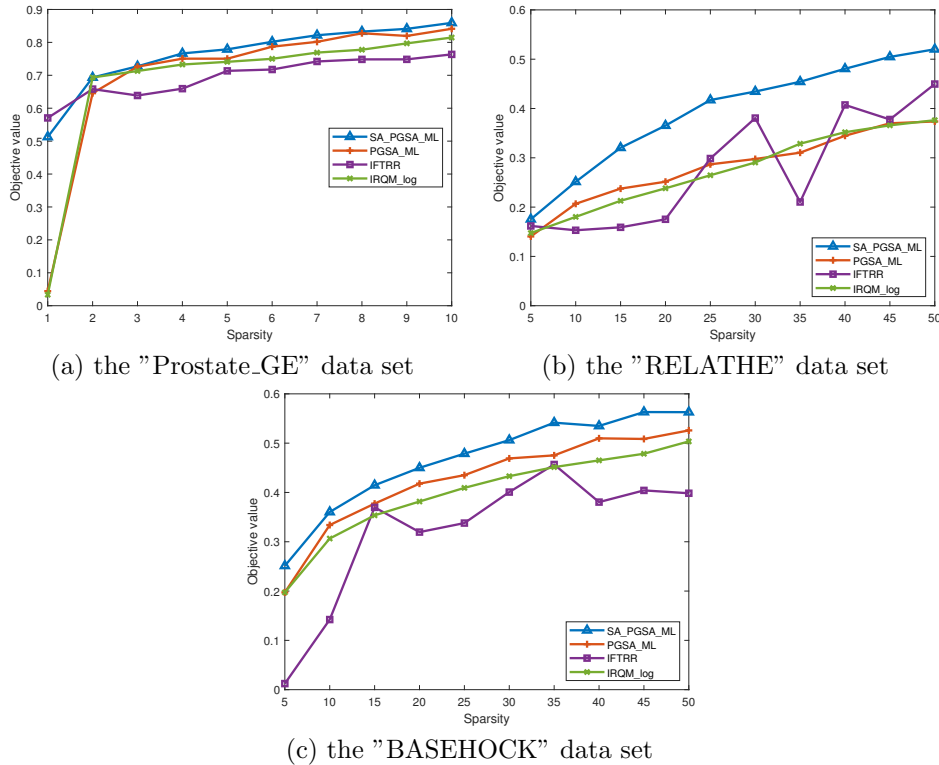 Objective value
0.9
0.8
0.7
0.6
0.5
0.4
0.3
0.2
0.1
0
SA_PGSA_ML
PGSA_ML
IFTRR
IRQM_log
1 2 3 4 5 6 7 8 9 10
Sparsity
(a) the "Prostate_GE" data set
Objective value
0.6
0.5
0.4
0.3
0.2
0.1
0
SA_PGSA_ML
PGSA_ML
IFTRR
IRQM_log
5 10 15 20 25 30 35 40 45 50
Sparsity
(b) the "RELATHE" data set
Objective value
0.6
0.5
0.4
0.3
0.2
0.1
0
SA_PGSA_ML
PGSA_ML
IFTRR
IRQM_log
5 10 15 20 25 30 35 40 45 50
Sparsity
(c) the "BASEHOCK" data set